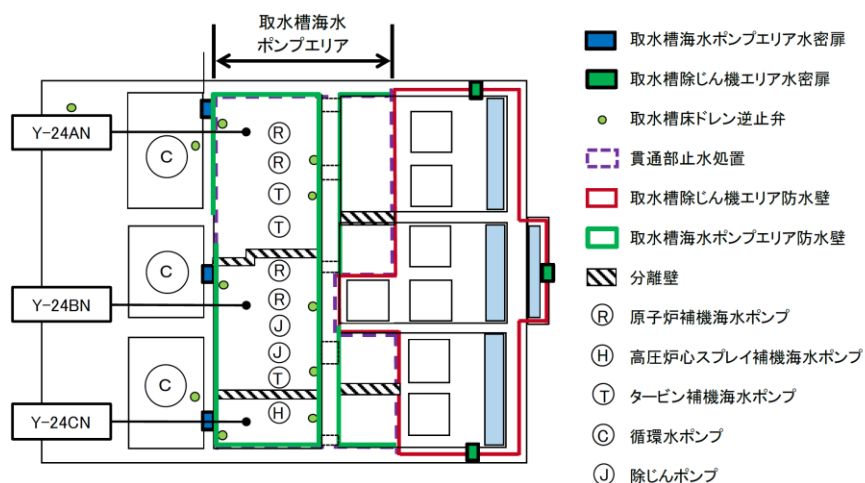 取水槽海水
ポンプエリア
Y-24AN
Y-24BN
Y-24CN
C
C
C
R
R
T
T
R
R
J
J
T
H
取水槽海水ポンプエリア水密扉
取水槽除じん機エリア水密扉
取水槽床ドレン逆止弁
貫通部止水処置
取水槽除じん機エリア防水壁
取水槽海水ポンプエリア防水壁
分離壁
R 原子炉補機海水ポンプ
H 高圧炉心スプレイ補機海水ポンプ
T タービン補機海水ポンプ
C 循環水ポンプ
J 除じんポンプ